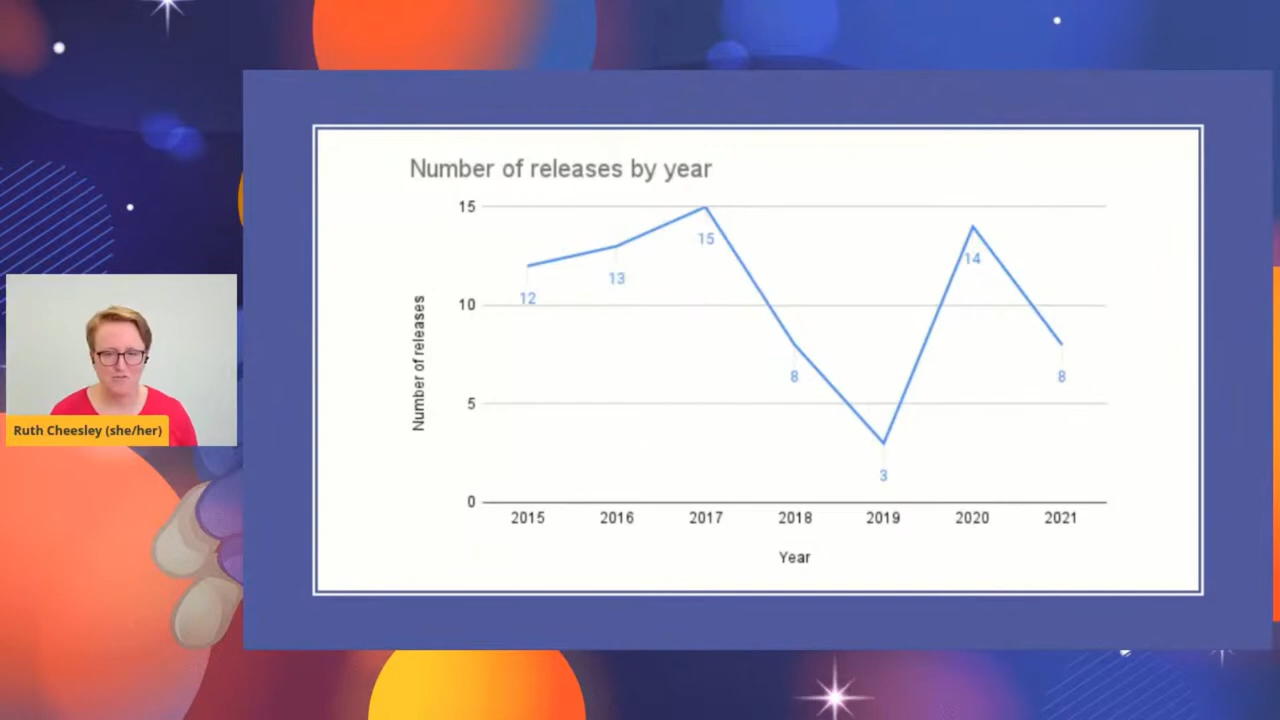 Number of releases by year
15
10
5
0
Number of releases
12
13
15
8
3
14
8
2015 2016 2017 2018 2019 2020 2021
Year
Ruth Cheesley (she/her)